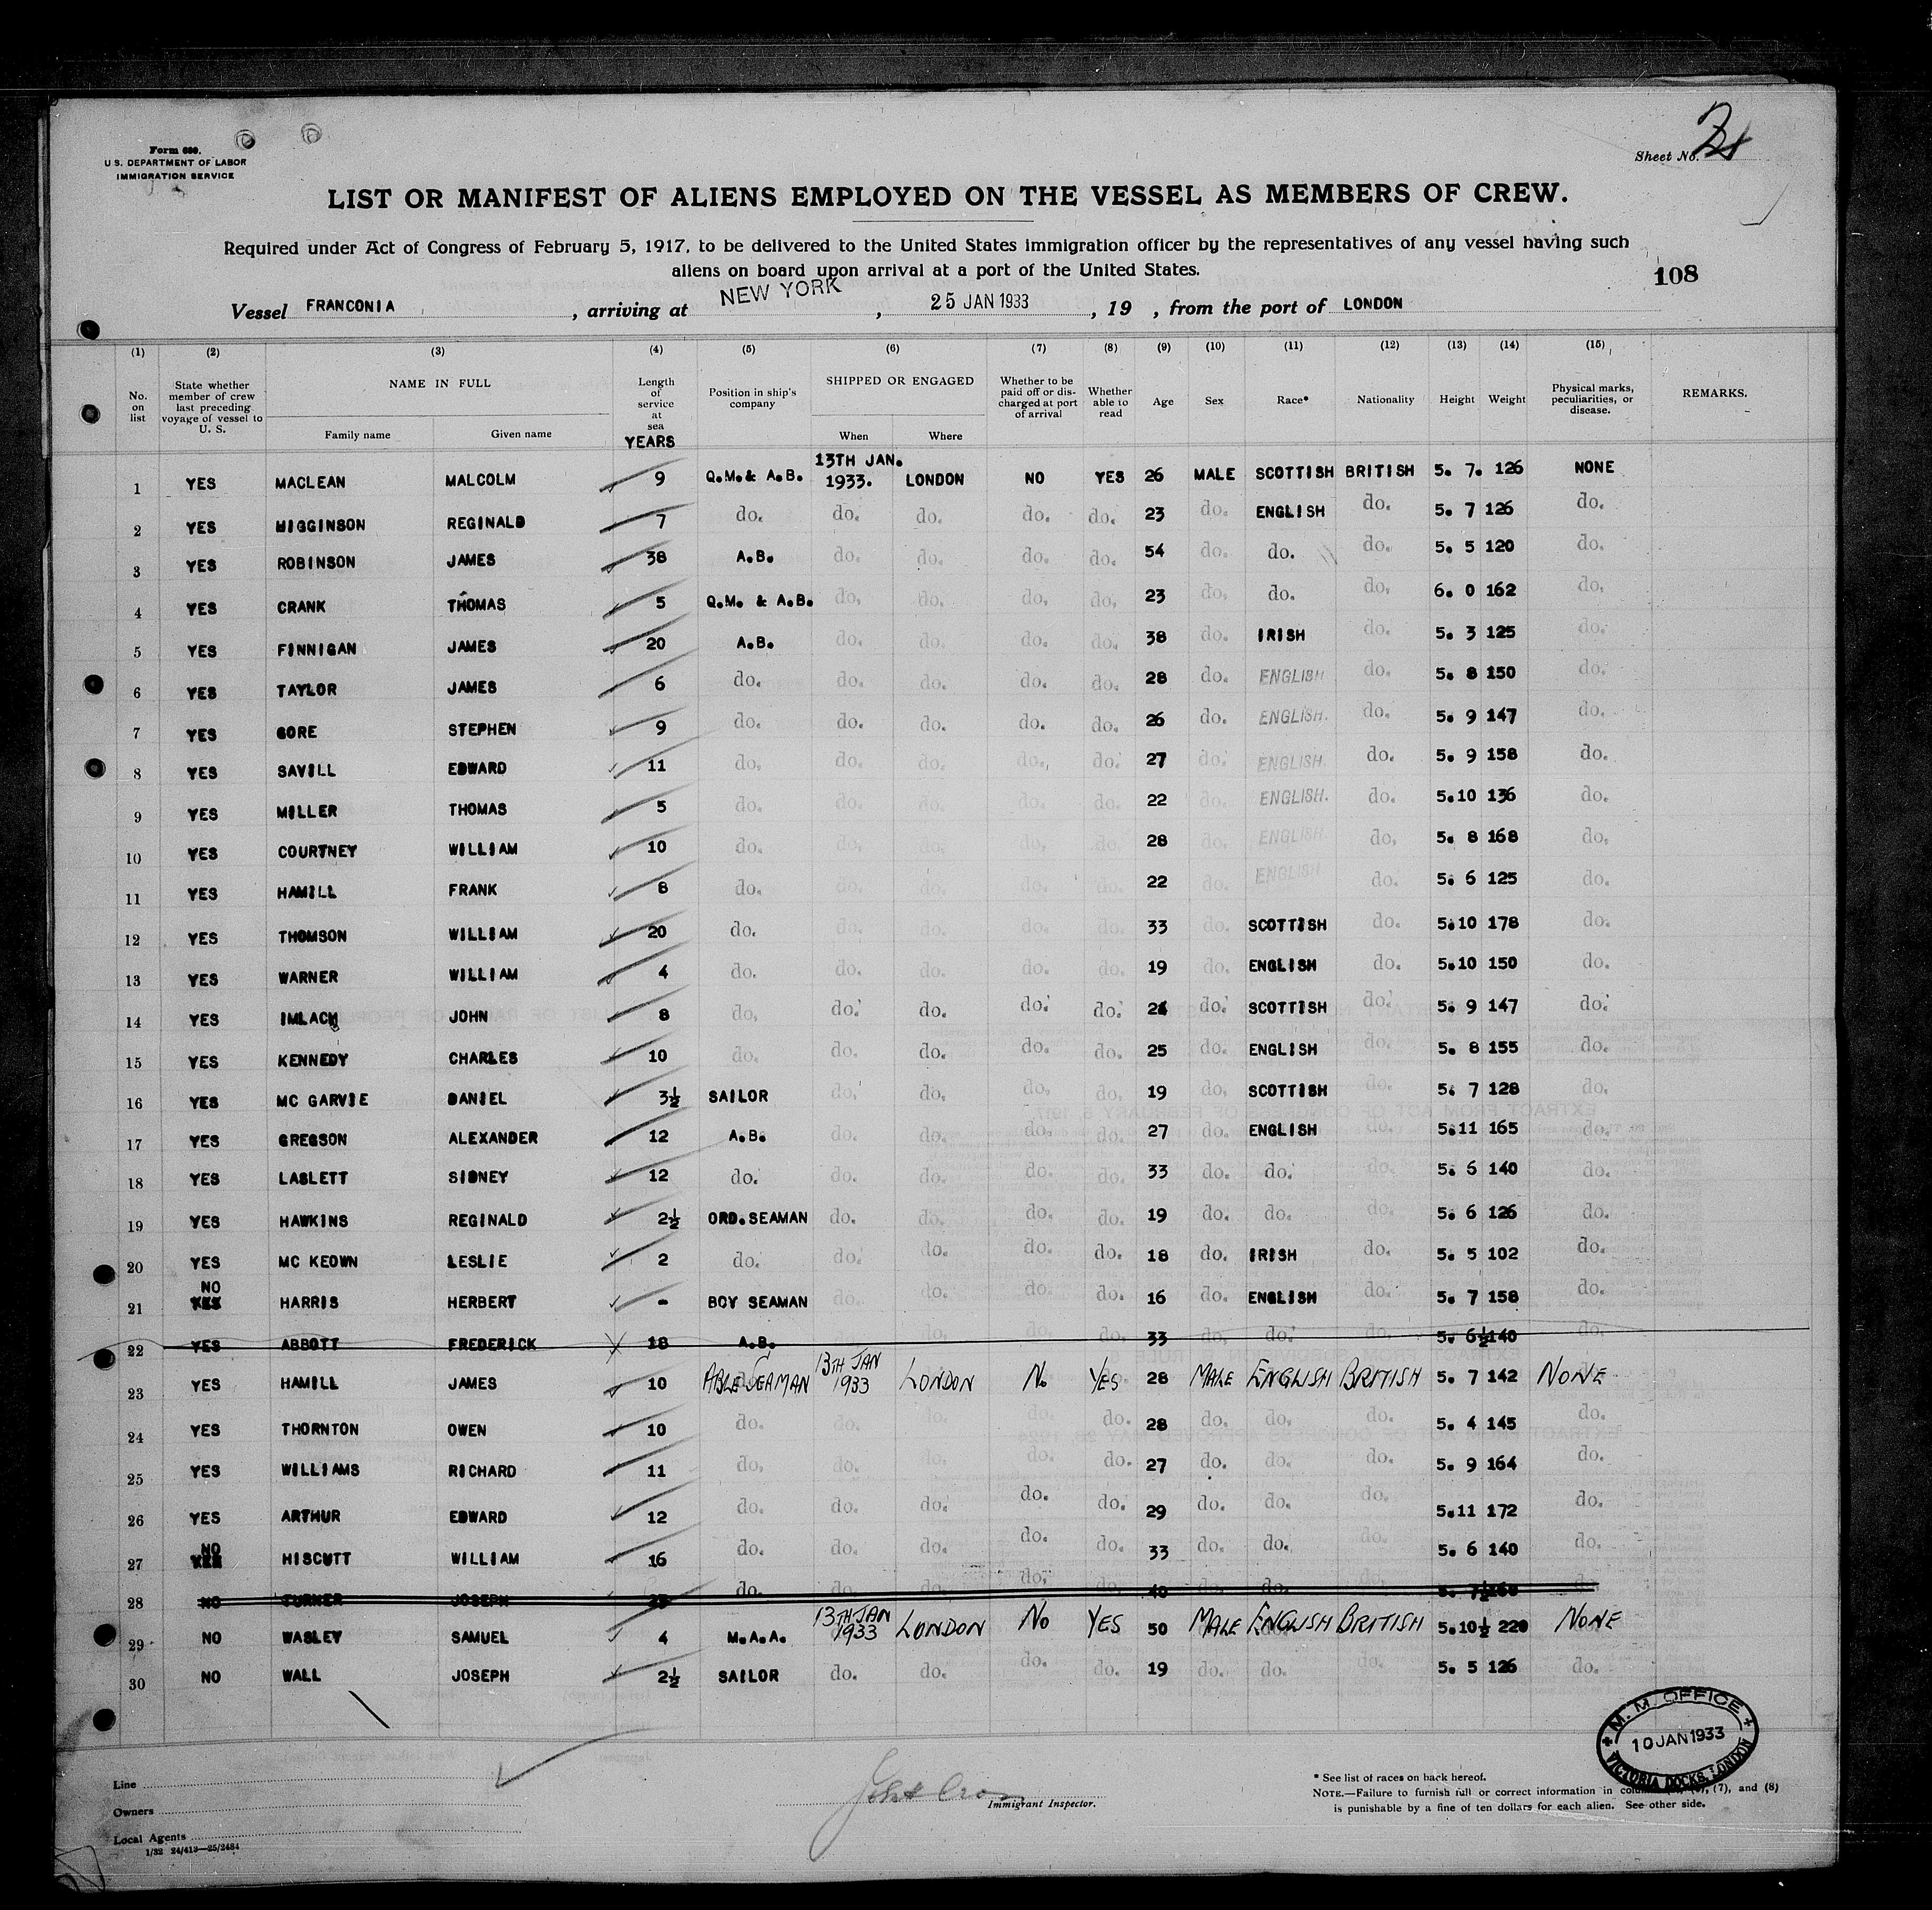 Form 680.
U. S. DEPARTMENT OF LABOR
IMMIGRATION SERVICE
Sheet No. 2
LIST OR MANIFEST OF ALIENS EMPLOYED ON THE VESSEL AS MEMBERS OF CREW.
Required under Act of Congress of February 5, 1917, to be delivered to the United States immigration officer by the representatives of any vessel having such
aliens on board upon arrival at a port of the United States.
108
Vessel FRANCONIA, arriving at NEW YORK, 25 JAN 1933, 19 , from the port of LONDON
(1) (2) (3) (4) (5) (6) (7) (8) (9) (10) (11) (12) (13) (14) (15)
No. on list | State whether member of crew last preceding voyage of vessel to U. S. | NAME IN FULL Family name Given name | Length of service at sea YEARS | Position in ship's company | SHIPPED OR ENGAGED When Where | Whether to be paid off or discharged at port of arrival | Whether able to read | Age | Sex | Race* | Nationality | Height | Weight | Physical marks, peculiarities, or disease. | REMARKS.
1 YES MACLEAN MALCOLM 9 Q.M.& A.B. 13TH JAN. 1933. LONDON NO YES 26 MALE SCOTTISH BRITISH 5. 7. 126 NONE
2 YES HIGGINSON REGINALD 7 do. do. do. do. do. 23 do. ENGLISH do. 5. 7 126 do.
3 YES ROBINSON JAMES 38 A.B. do. do. do. do. 54 do. do. do. 5. 5 120 do.
4 YES CRANK THOMAS 5 Q.M. & A.B. do. do. do. do. 23 do. do. do. 6. 0 162 do.
5 YES FINNIGAN JAMES 20 A.B. do. do. do. do. 38 do. IRISH do. 5. 3 125 do.
6 YES TAYLOR JAMES 6 do. do. do. do. do. 28 do. ENGLISH do. 5. 8 150 do.
7 YES GORE STEPHEN 9 do. do. do. do. do. 26 do. ENGLISH. do. 5. 9 147 do.
8 YES SAVILL EDWARD 11 do. do. do. do. do. 27 do. ENGLISH. do. 5. 9 158 do.
9 YES MILLER THOMAS 5 do. do. do. do. do. 22 do. ENGLISH. do. 5.10 136 do.
10 YES COURTNEY WILLIAM 10 do. do. do. do. do. 28 do. ENGLISH. do. 5. 8 168 do.
11 YES HAMILL FRANK 8 do. do. do. do. do. 22 do. ENGLISH do. 5. 6 125 do.
12 YES THOMSON WILLIAM 20 do. do. do. do. do. 33 do. SCOTTISH do. 5.10 178 do.
13 YES WARNER WILLIAM 4 do. do. do. do. do. 19 do. ENGLISH do. 5.10 150 do.
14 YES IMLACH JOHN 8 do. do. do. do. do. 24 do. SCOTTISH do. 5. 9 147 do.
15 YES KENNEDY CHARLES 10 do. do. do. do. do. 25 do. ENGLISH do. 5. 8 155 do.
16 YES MC GARVIE DANIEL 3½ SAILOR do. do. do. do. 19 do. SCOTTISH do. 5. 7 128 do.
17 YES GREGSON ALEXANDER 12 A.B. do. do. do. do. 27 do. ENGLISH do. 5.11 165 do.
18 YES LASLETT SIDNEY 12 do. do. do. do. do. 33 do. do. do. 5. 6 140 do.
19 YES HAWKINS REGINALD 2½ ORD.SEAMAN do. do. do. do. 19 do. do. do. 5. 6 126 do.
20 YES MC KEOWN LESLIE 2 do. do. do. do. do. 18 do. IRISH do. 5. 5 102 do.
21 NO HARRIS HERBERT - BOY SEAMAN do. do. do. do. 16 do. ENGLISH do. 5. 7 158 do.
22 YES ABBOTT FREDERICK 18 A.B. do. do. do. do. 33 do. do. do. 5. 6½ 140 do.
23 YES HAMILL JAMES 10 ABLE SEAMAN 13TH JAN 1933 LONDON NO YES 28 MALE ENGLISH BRITISH 5. 7 142 NONE
24 YES THORNTON OWEN 10 do. do. do. do. do. 28 do. do. do. 5. 4 145 do.
25 YES WILLIAMS RICHARD 11 do. do. do. do. do. 27 do. do. do. 5. 9 164 do.
26 YES ARTHUR EDWARD 12 do. do. do. do. do. 29 do. do. do. 5.11 172 do.
27 NO HISCUTT WILLIAM 16 do. do. do. do. do. 33 do. do. do. 5. 6 140 do.
28 NO TURNER JOSEPH do. do. do. do. do. 40 do. do. do. 5. 7½ do.
29 NO WASLEY SAMUEL 4 M.A.A. 13TH JAN 1933 LONDON NO YES 50 MALE ENGLISH BRITISH 5.10½ 220 NONE
30 NO WALL JOSEPH 2½ SAILOR do. do. do. do. 19 do. do. do. 5. 5 126 do.
M. M. OFFICE
10 JAN 1933
VICTORIA DOCKS, LONDON
Line
Owners
Local Agents
1/32 24/413—25/2484
Immigrant Inspector.
* See list of races on back hereof.
NOTE.—Failure to furnish full or correct information in (7), and (8)
is punishable by a fine of ten dollars for each alien. See other side.